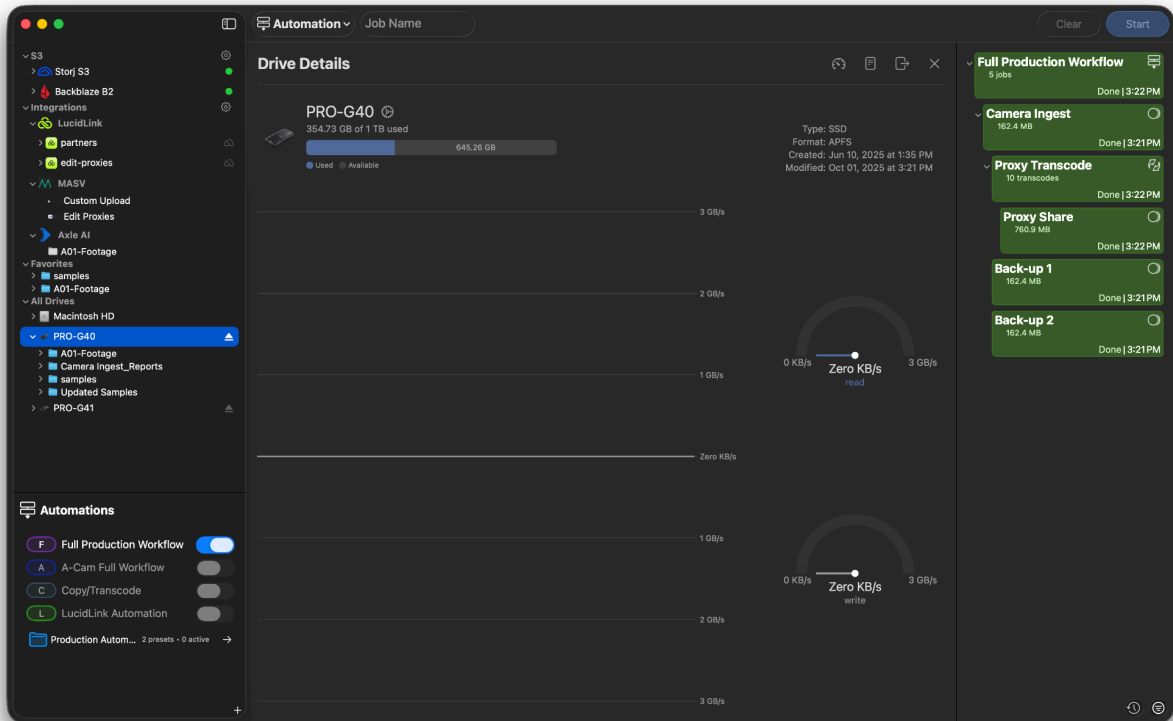 Automation
Job Name
Clear
Start
S3
Storj S3
Backblaze B2
Integrations
LucidLink
partners
edit-proxies
MASV
Custom Upload
Edit Proxies
Axle AI
A01-Footage
Favorites
samples
A01-Footage
All Drives
Macintosh HD
PRO-G40
A01-Footage
Camera Ingest_Reports
samples
Updated Samples
PRO-G41
Automations
F Full Production Workflow
A A-Cam Full Workflow
C Copy/Transcode
L LucidLink Automation
Production Autom... 2 presets • 0 active
Drive Details
PRO-G40
354.73 GB of 1 TB used
645.26 GB
Used Available
Type: SSD
Format: APFS
Created: Jun 10, 2025 at 1:35 PM
Modified: Oct 01, 2025 at 3:21 PM
3 GB/s
2 GB/s
1 GB/s
Zero KB/s
1 GB/s
2 GB/s
3 GB/s
0 KB/s
Zero KB/s
3 GB/s
read
0 KB/s
Zero KB/s
3 GB/s
write
Full Production Workflow
5 jobs
Done | 3:22 PM
Camera Ingest
162.4 MB
Done | 3:21 PM
Proxy Transcode
10 transcodes
Done | 3:22 PM
Proxy Share
760.9 MB
Done | 3:22 PM
Back-up 1
162.4 MB
Done | 3:21 PM
Back-up 2
162.4 MB
Done | 3:21 PM